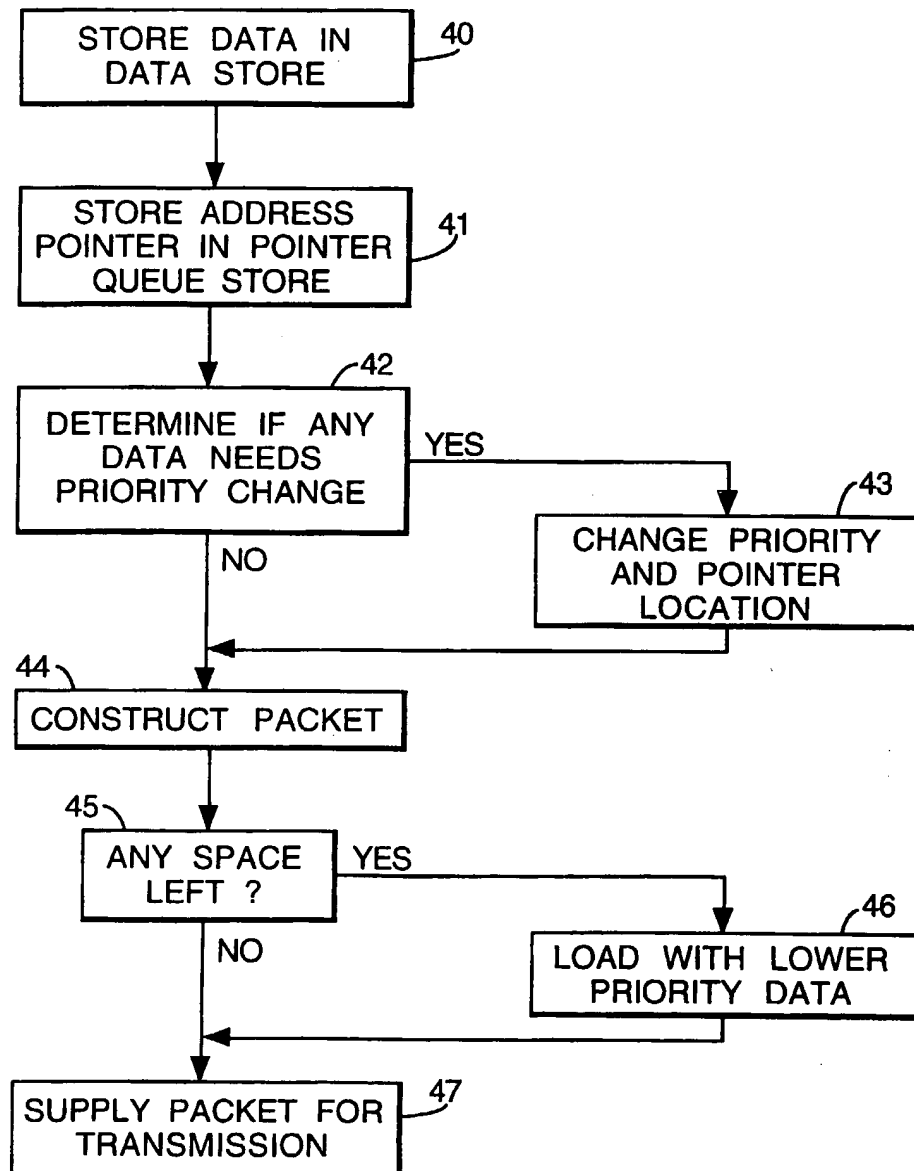 STORE DATA IN
DATA STORE
40
STORE ADDRESS
POINTER IN POINTER
QUEUE STORE
41
42
DETERMINE IF ANY
DATA NEEDS
PRIORITY CHANGE
YES
NO
43
CHANGE PRIORITY
AND POINTER
LOCATION
44
CONSTRUCT PACKET
45
ANY SPACE
LEFT ?
YES
NO
46
LOAD WITH LOWER
PRIORITY DATA
SUPPLY PACKET FOR
TRANSMISSION
47